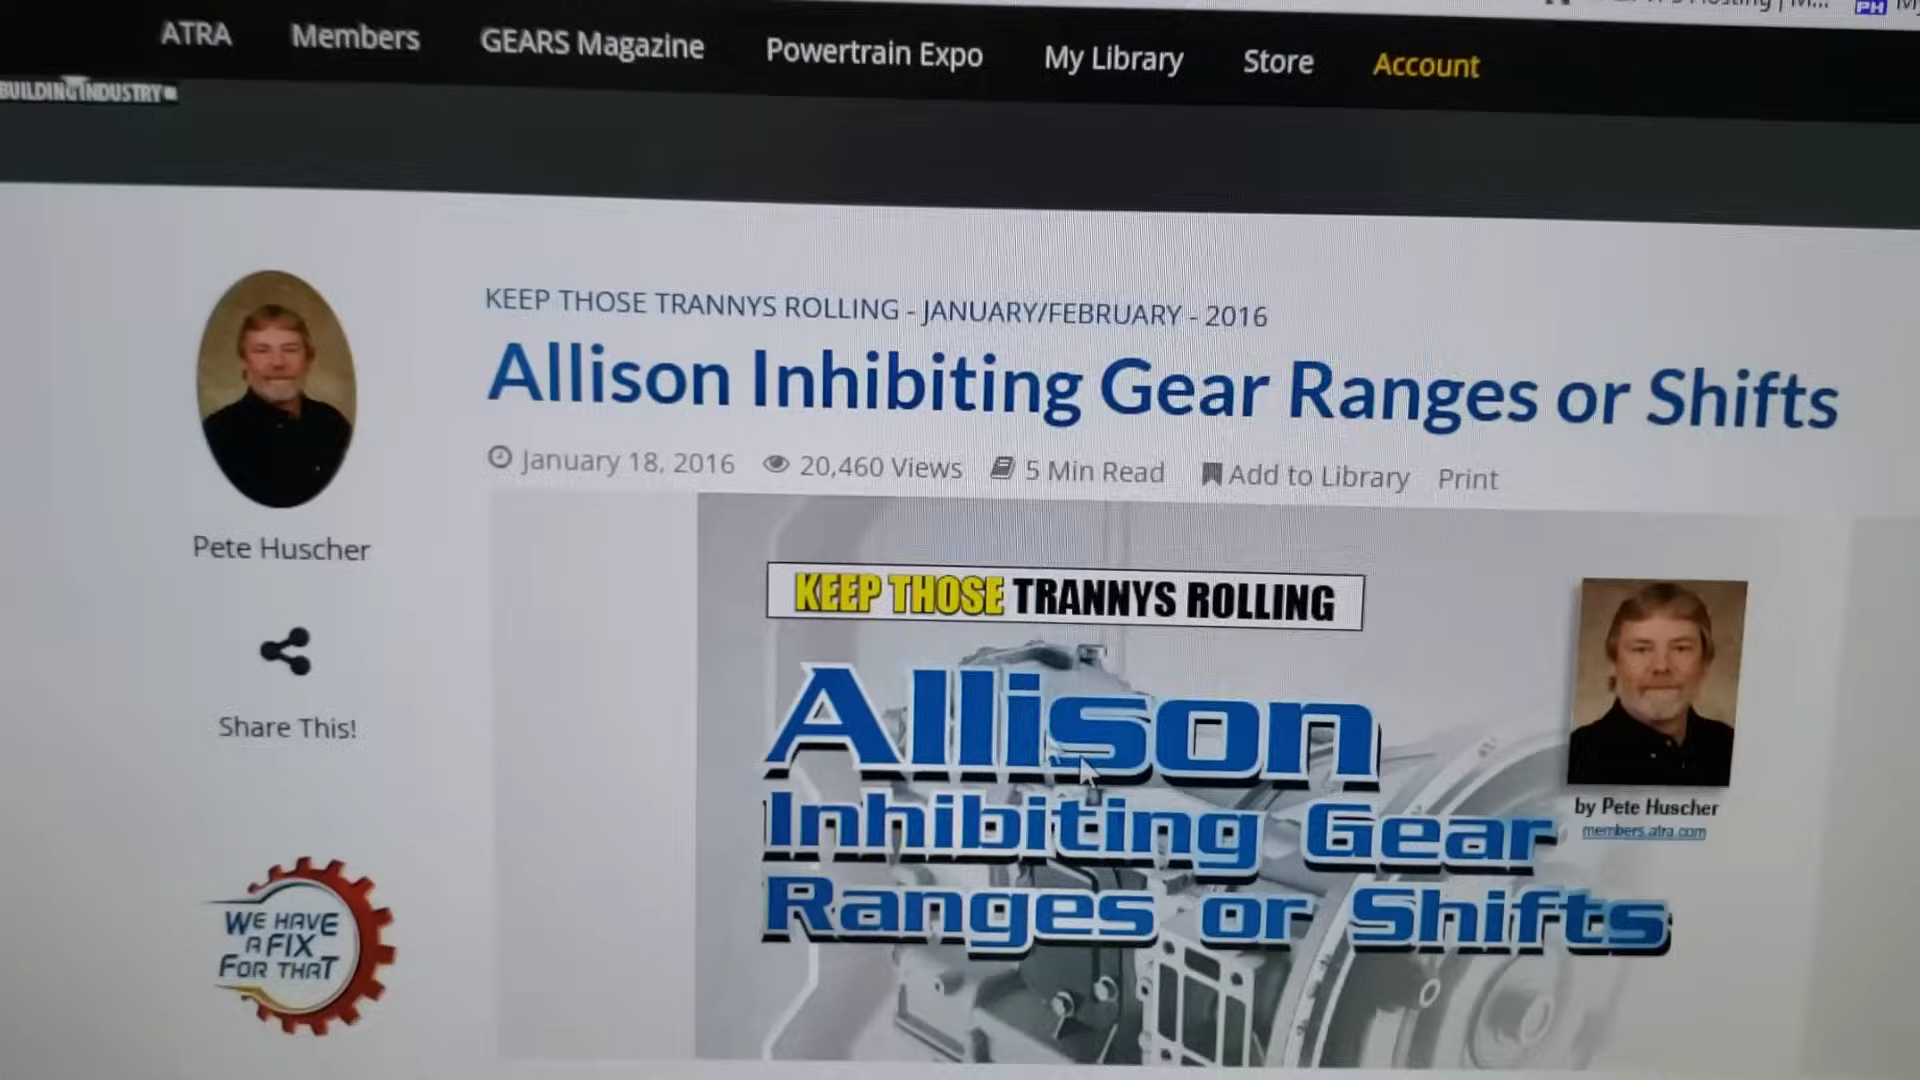 PH
ATRA Members GEARS Magazine Powertrain Expo My Library Store Account
BUILDING INDUSTRY
KEEP THOSE TRANNYS ROLLING - JANUARY/FEBRUARY - 2016
Allison Inhibiting Gear Ranges or Shifts
January 18, 2016 20,460 Views 5 Min Read Add to Library Print
Pete Huscher
Share This!
WE HAVE
A FIX
FOR THAT
KEEP THOSE TRANNYS ROLLING
Allison
Inhibiting Gear
Ranges or Shifts
by Pete Huscher
members.atra.com